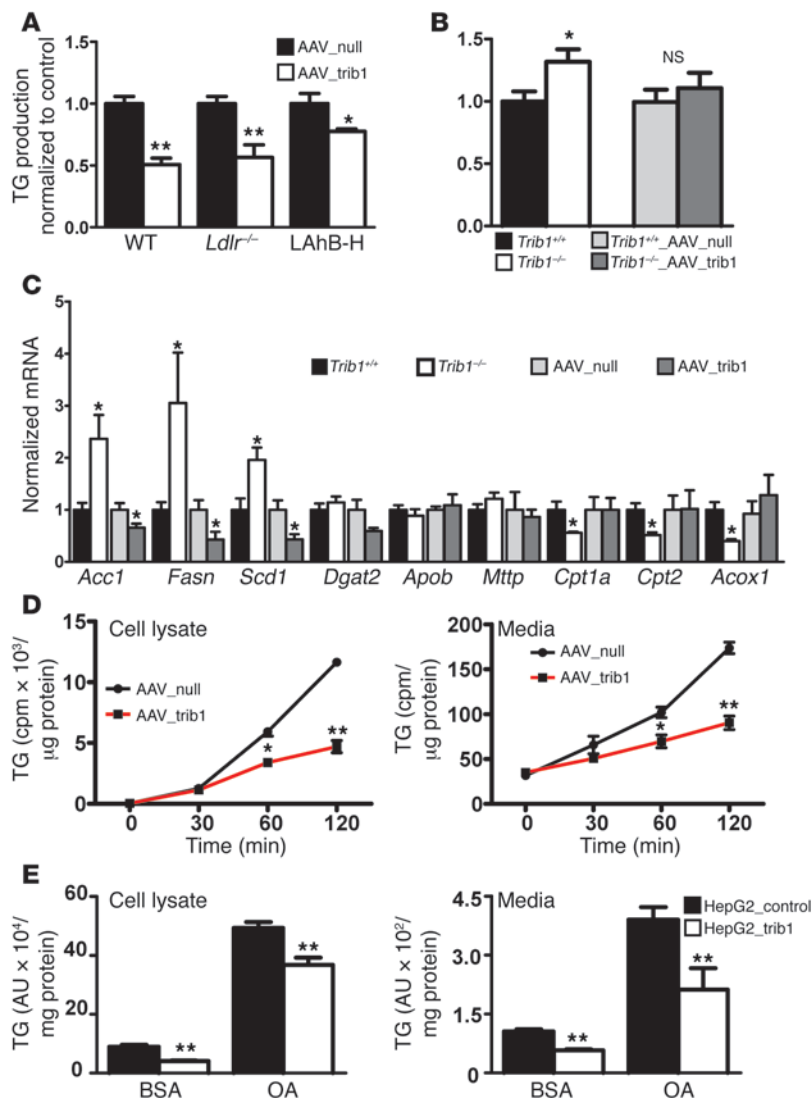 A
TG production
normalized to control
1.5
1.0
0.5
0.0
AAV_null
AAV_trib1
**
**
*
WT
Ldlr–/–
LAhB-H
B
1.5
1.0
0.5
0.0
*
NS
Trib1+/+
Trib1+/+_AAV_null
Trib1–/–
Trib1–/–_AAV_trib1
C
Normalized mRNA
5
4
3
2
1
0
Trib1+/+
Trib1–/–
AAV_null
AAV_trib1
* * * * * * * * *
Acc1 Fasn Scd1 Dgat2 Apob Mttp Cpt1a Cpt2 Acox1
D
Cell lysate
TG (cpm × 10³/
μg protein)
15
10
5
0
AAV_null
AAV_trib1
*
**
0 30 60 120
Time (min)
Media
TG (cpm/
μg protein)
200
150
100
50
0
AAV_null
AAV_trib1
*
**
0 30 60 120
Time (min)
E
Cell lysate
TG (AU × 10⁴/
mg protein)
60
40
20
0
**
**
BSA OA
Media
TG (AU × 10²/
mg protein)
4.5
3.0
1.5
0
HepG2_control
HepG2_trib1
**
**
BSA OA